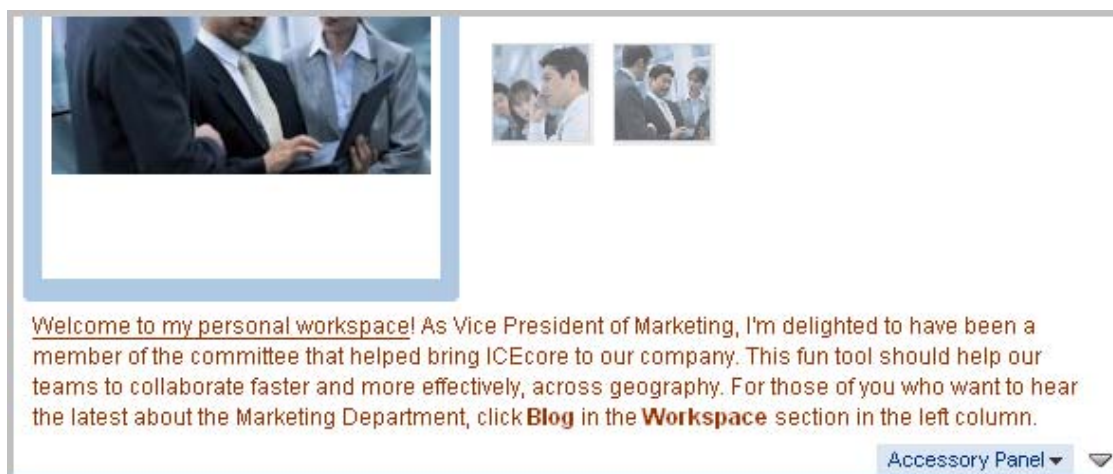 Welcome to my personal workspace! As Vice President of Marketing, I'm delighted to have been a
member of the committee that helped bring ICEcore to our company. This fun tool should help our
teams to collaborate faster and more effectively, across geography. For those of you who want to hear
the latest about the Marketing Department, click Blog in the Workspace section in the left column.
Accessory Panel